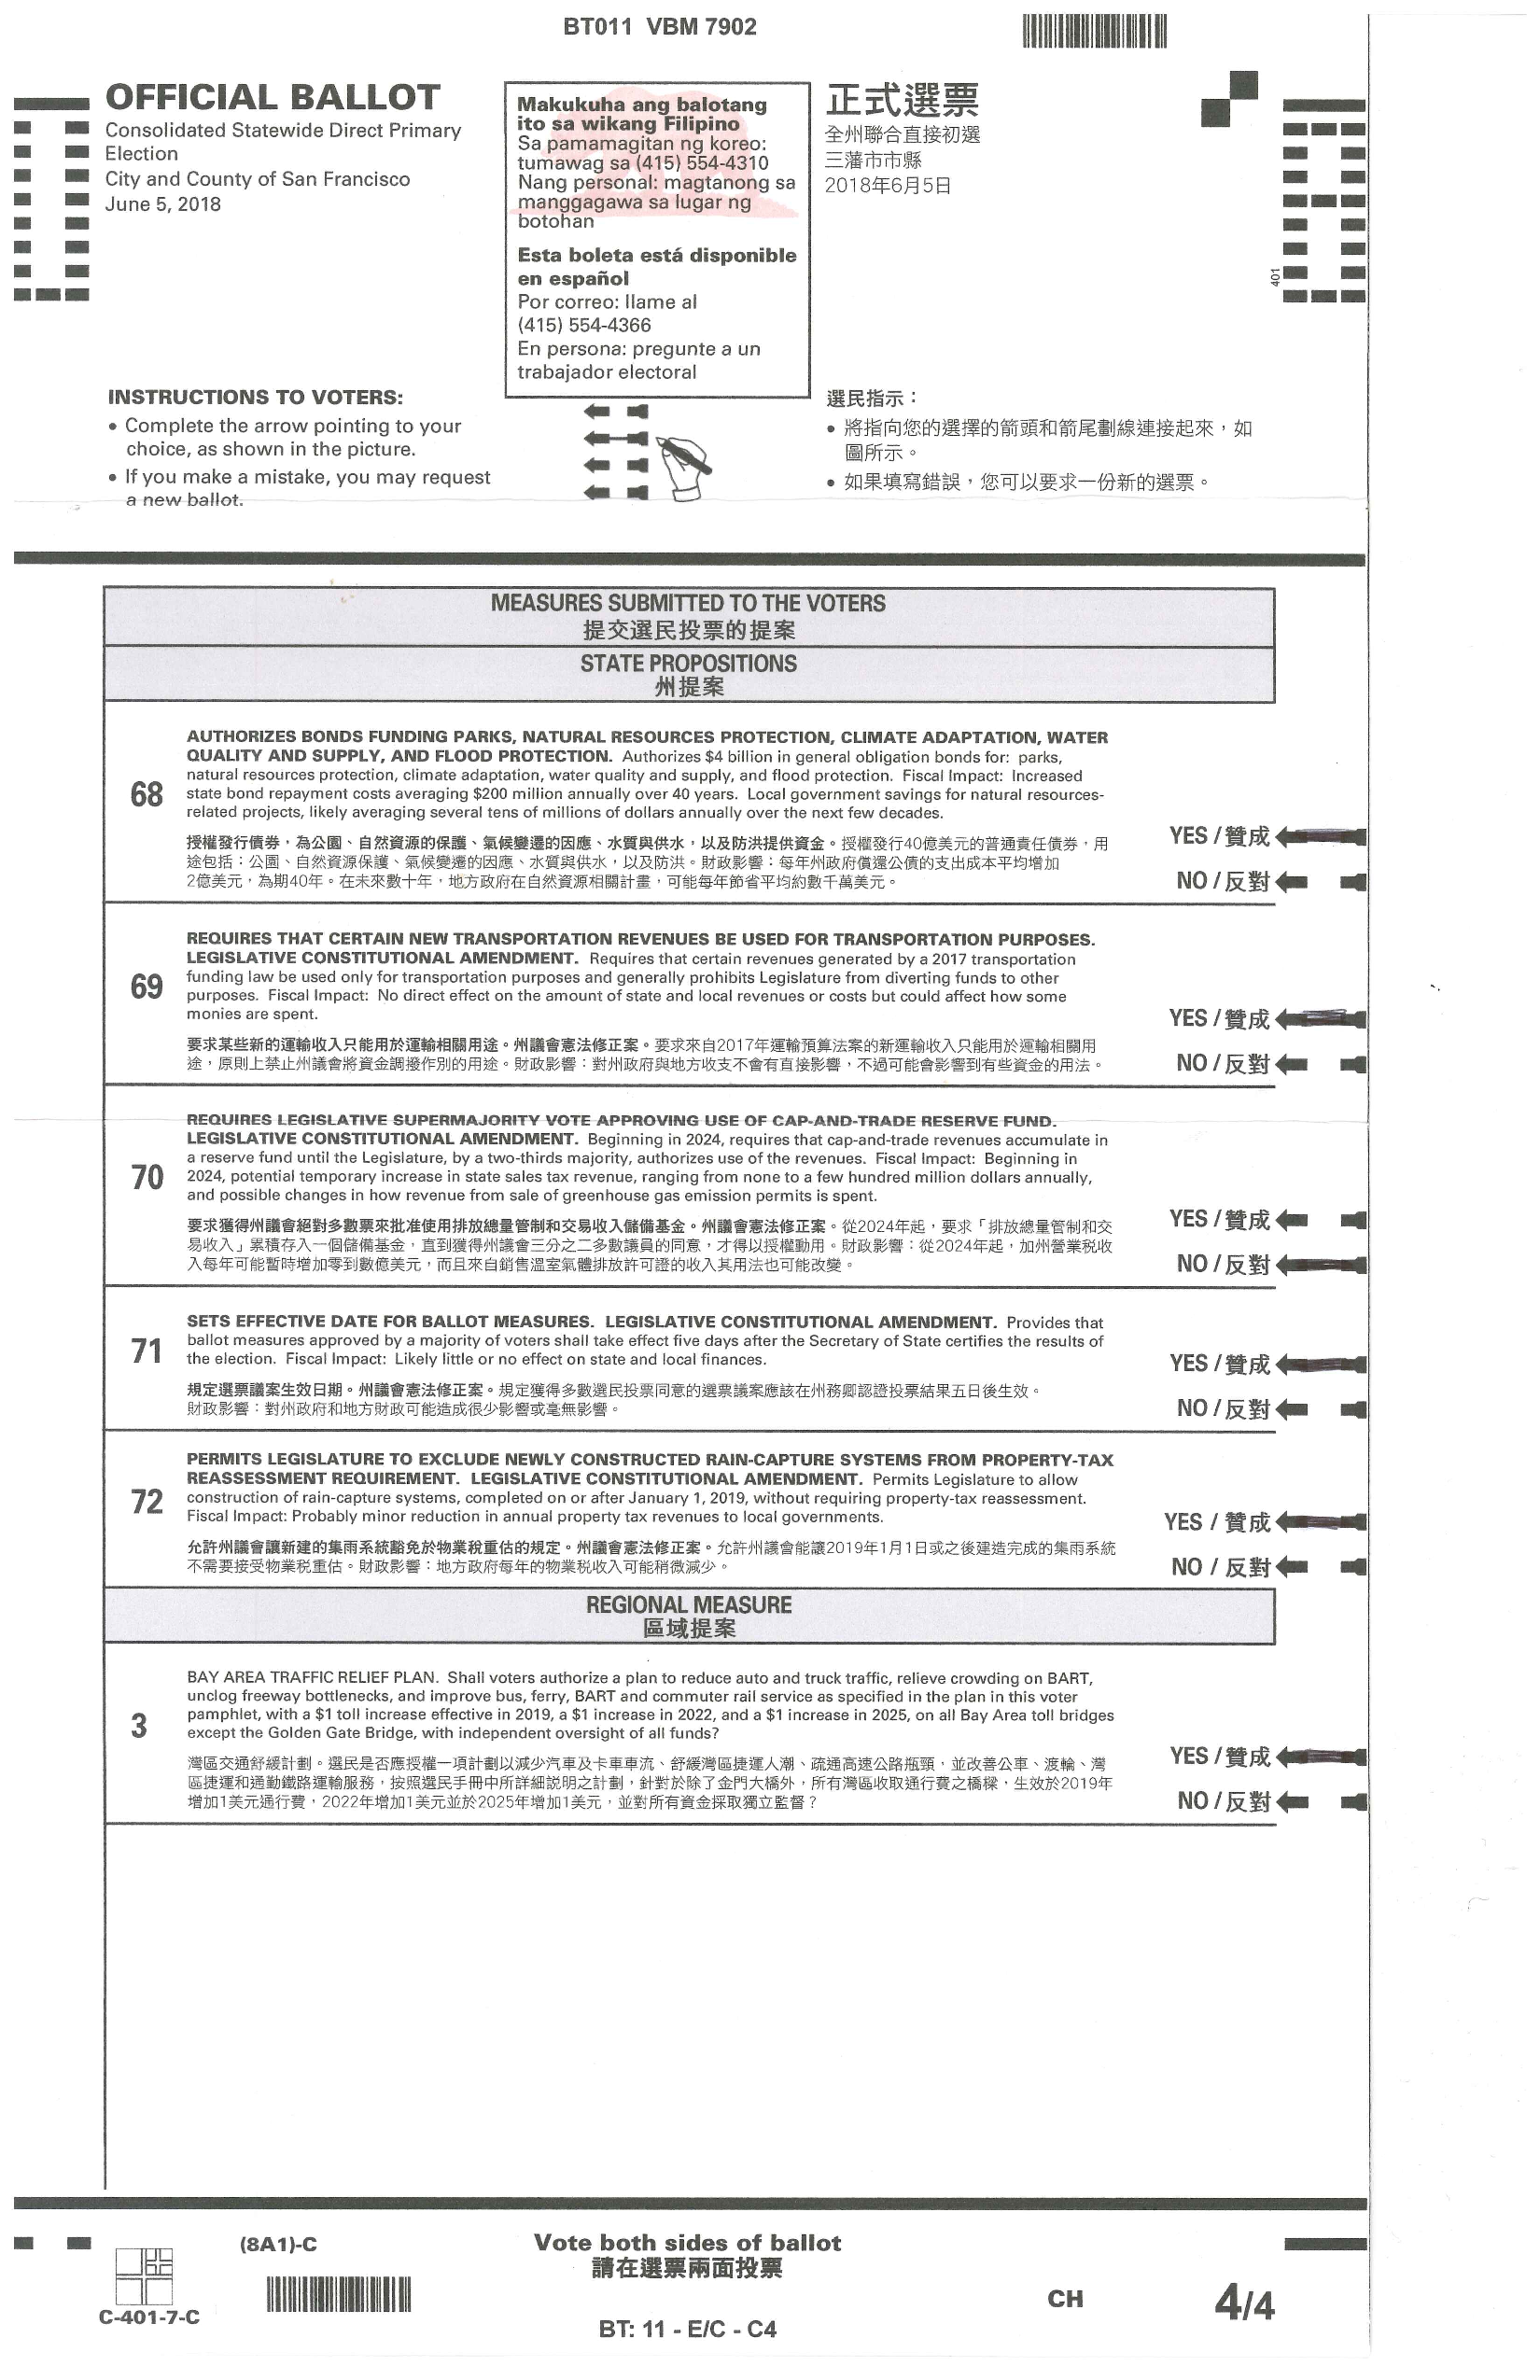 BT011 VBM 7902
OFFICIAL BALLOT
Consolidated Statewide Direct Primary
Election
City and County of San Francisco
June 5, 2018
Makukuha ang balotang
ito sa wikang Filipino
Sa pamamagitan ng koreo:
tumawag sa (415) 554-4310
Nang personal: magtanong sa
manggagawa sa lugar ng
botohan
Esta boleta está disponible
en español
Por correo: llame al
(415) 554-4366
En persona: pregunte a un
trabajador electoral
正式選票
全州聯合直接初選
三藩市市縣
2018年6月5日
401
INSTRUCTIONS TO VOTERS:
• Complete the arrow pointing to your
choice, as shown in the picture.
• If you make a mistake, you may request
a new ballot.
選民指示：
• 將指向您的選擇的箭頭和箭尾劃線連接起來，如
圖所示。
• 如果填寫錯誤，您可以要求一份新的選票。
MEASURES SUBMITTED TO THE VOTERS
提交選民投票的提案
STATE PROPOSITIONS
州提案
68
AUTHORIZES BONDS FUNDING PARKS, NATURAL RESOURCES PROTECTION, CLIMATE ADAPTATION, WATER
QUALITY AND SUPPLY, AND FLOOD PROTECTION. Authorizes $4 billion in general obligation bonds for: parks,
natural resources protection, climate adaptation, water quality and supply, and flood protection. Fiscal Impact: Increased
state bond repayment costs averaging $200 million annually over 40 years. Local government savings for natural resources-
related projects, likely averaging several tens of millions of dollars annually over the next few decades.
授權發行債券，為公園、自然資源的保護、氣候變遷的因應、水質與供水，以及防洪提供資金。授權發行40億美元的普通責任債券，用
途包括：公園、自然資源保護、氣候變遷的因應、水質與供水，以及防洪。財政影響：每年州政府償還公債的支出成本平均增加
2億美元，為期40年。在未來數十年，地方政府在自然資源相關計畫，可能每年節省平均約數千萬美元。
YES / 贊成
NO / 反對
69
REQUIRES THAT CERTAIN NEW TRANSPORTATION REVENUES BE USED FOR TRANSPORTATION PURPOSES.
LEGISLATIVE CONSTITUTIONAL AMENDMENT. Requires that certain revenues generated by a 2017 transportation
funding law be used only for transportation purposes and generally prohibits Legislature from diverting funds to other
purposes. Fiscal Impact: No direct effect on the amount of state and local revenues or costs but could affect how some
monies are spent.
要求某些新的運輸收入只能用於運輸相關用途。州議會憲法修正案。要求來自2017年運輸預算法案的新運輸收入只能用於運輸相關用
途，原則上禁止州議會將資金調撥作別的用途。財政影響：對州政府與地方收支不會有直接影響，不過可能會影響到有些資金的用法。
YES / 贊成
NO / 反對
70
REQUIRES LEGISLATIVE SUPERMAJORITY VOTE APPROVING USE OF CAP-AND-TRADE RESERVE FUND.
LEGISLATIVE CONSTITUTIONAL AMENDMENT. Beginning in 2024, requires that cap-and-trade revenues accumulate in
a reserve fund until the Legislature, by a two-thirds majority, authorizes use of the revenues. Fiscal Impact: Beginning in
2024, potential temporary increase in state sales tax revenue, ranging from none to a few hundred million dollars annually,
and possible changes in how revenue from sale of greenhouse gas emission permits is spent.
要求獲得州議會絕對多數票來批准使用排放總量管制和交易收入儲備基金。州議會憲法修正案。從2024年起，要求「排放總量管制和交
易收入」累積存入一個儲備基金，直到獲得州議會三分之二多數議員的同意，才得以授權動用。財政影響：從2024年起，加州營業稅收
入每年可能暫時增加零到數億美元，而且來自銷售溫室氣體排放許可證的收入其用法也可能改變。
YES / 贊成
NO / 反對
71
SETS EFFECTIVE DATE FOR BALLOT MEASURES. LEGISLATIVE CONSTITUTIONAL AMENDMENT. Provides that
ballot measures approved by a majority of voters shall take effect five days after the Secretary of State certifies the results of
the election. Fiscal Impact: Likely little or no effect on state and local finances.
規定選票議案生效日期。州議會憲法修正案。規定獲得多數選民投票同意的選票議案應該在州務卿認證投票結果五日後生效。
財政影響：對州政府和地方財政可能造成很少影響或毫無影響。
YES / 贊成
NO / 反對
72
PERMITS LEGISLATURE TO EXCLUDE NEWLY CONSTRUCTED RAIN-CAPTURE SYSTEMS FROM PROPERTY-TAX
REASSESSMENT REQUIREMENT. LEGISLATIVE CONSTITUTIONAL AMENDMENT. Permits Legislature to allow
construction of rain-capture systems, completed on or after January 1, 2019, without requiring property-tax reassessment.
Fiscal Impact: Probably minor reduction in annual property tax revenues to local governments.
允許州議會讓新建的集雨系統豁免於物業稅重估的規定。州議會憲法修正案。允許州議會能讓2019年1月1日或之後建造完成的集雨系統
不需要接受物業稅重估。財政影響：地方政府每年的物業稅收入可能稍微減少。
YES / 贊成
NO / 反對
REGIONAL MEASURE
區域提案
3
BAY AREA TRAFFIC RELIEF PLAN. Shall voters authorize a plan to reduce auto and truck traffic, relieve crowding on BART,
unclog freeway bottlenecks, and improve bus, ferry, BART and commuter rail service as specified in the plan in this voter
pamphlet, with a $1 toll increase effective in 2019, a $1 increase in 2022, and a $1 increase in 2025, on all Bay Area toll bridges
except the Golden Gate Bridge, with independent oversight of all funds?
灣區交通舒緩計劃。選民是否應授權一項計劃以減少汽車及卡車車流、舒緩灣區捷運人潮、疏通高速公路瓶頸，並改善公車、渡輪、灣
區捷運和通勤鐵路運輸服務，按照選民手冊中所詳細説明之計劃，針對於除了金門大橋外，所有灣區收取通行費之橋樑，生效於2019年
增加1美元通行費，2022年增加1美元並於2025年增加1美元，並對所有資金採取獨立監督？
YES / 贊成
NO / 反對
(8A1)-C
Vote both sides of ballot
請在選票兩面投票
C-401-7-C
CH
4/4
BT: 11 - E/C - C4